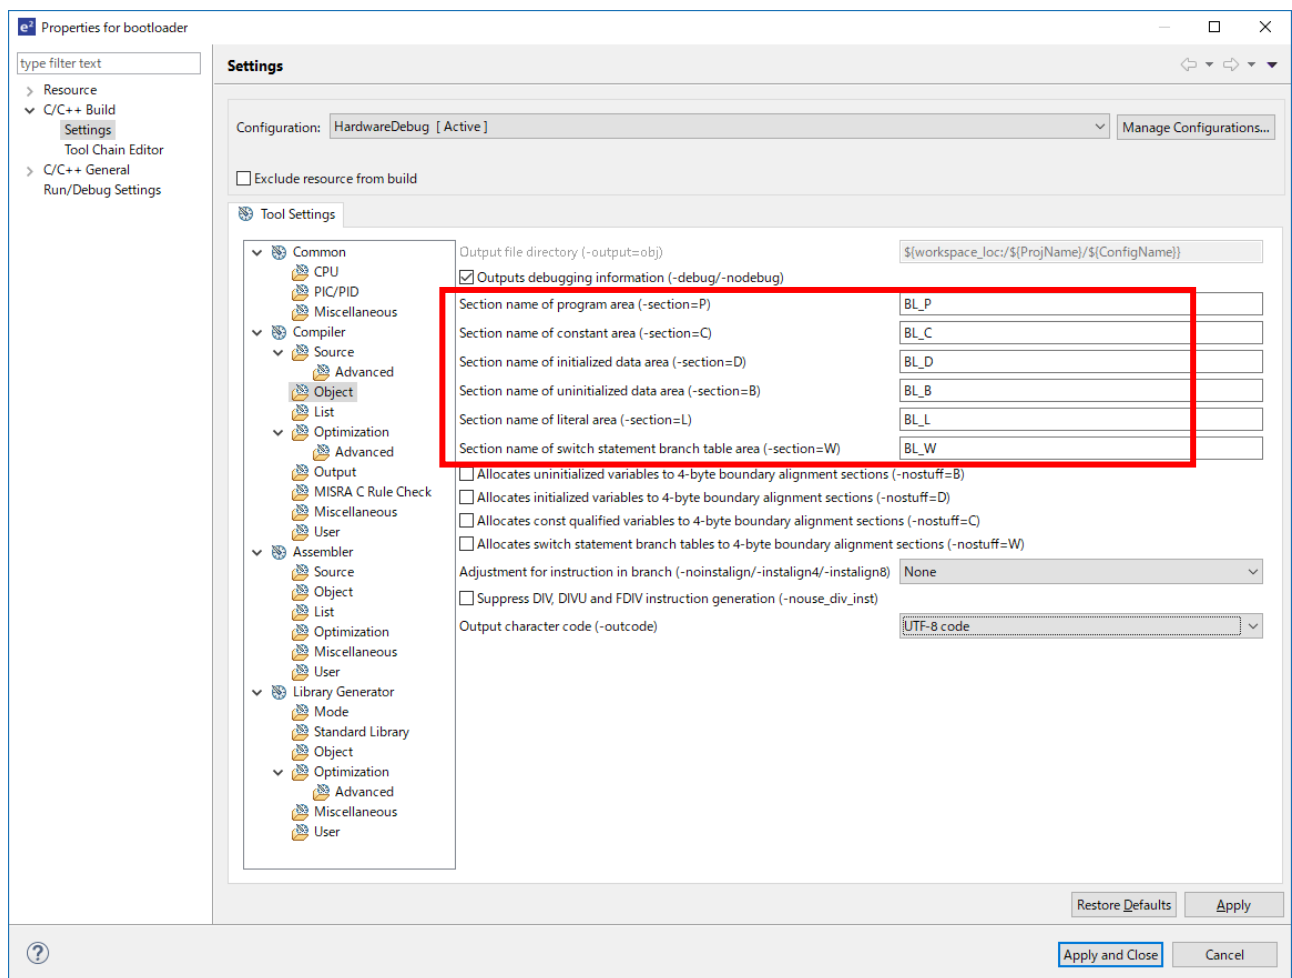 e² Properties for bootloader
type filter text
Resource
C/C++ Build
Settings
Tool Chain Editor
C/C++ General
Run/Debug Settings
Settings
Configuration: HardwareDebug [ Active ] Manage Configurations...
Exclude resource from build
Tool Settings
Common
CPU
PIC/PID
Miscellaneous
Compiler
Source
Advanced
Object
List
Optimization
Advanced
Output
MISRA C Rule Check
Miscellaneous
User
Assembler
Source
Object
List
Optimization
Miscellaneous
User
Library Generator
Mode
Standard Library
Object
Optimization
Advanced
Miscellaneous
User
Output file directory (-output=obj) ${workspace_loc:/${ProjName}/${ConfigName}}
Outputs debugging information (-debug/-nodebug)
Section name of program area (-section=P) BL_P
Section name of constant area (-section=C) BL_C
Section name of initialized data area (-section=D) BL_D
Section name of uninitialized data area (-section=B) BL_B
Section name of literal area (-section=L) BL_L
Section name of switch statement branch table area (-section=W) BL_W
Allocates uninitialized variables to 4-byte boundary alignment sections (-nostuff=B)
Allocates initialized variables to 4-byte boundary alignment sections (-nostuff=D)
Allocates const qualified variables to 4-byte boundary alignment sections (-nostuff=C)
Allocates switch statement branch tables to 4-byte boundary alignment sections (-nostuff=W)
Adjustment for instruction in branch (-noinstalign/-instalign4/-instalign8) None
Suppress DIV, DIVU and FDIV instruction generation (-nouse_div_inst)
Output character code (-outcode) UTF-8 code
Restore Defaults Apply
? Apply and Close Cancel